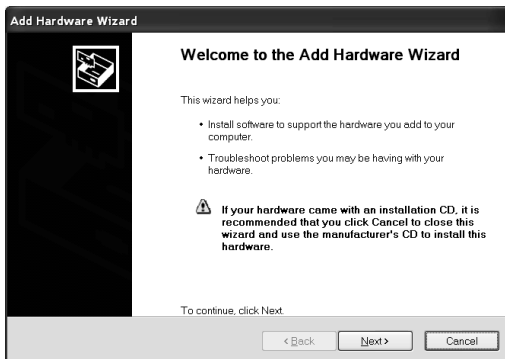 Add Hardware Wizard
Welcome to the Add Hardware Wizard
This wizard helps you:
• Install software to support the hardware you add to your
computer.
• Troubleshoot problems you may be having with your
hardware.
If your hardware came with an installation CD, it is
recommended that you click Cancel to close this
wizard and use the manufacturer's CD to install this
hardware.
To continue, click Next.
< Back
Next >
Cancel